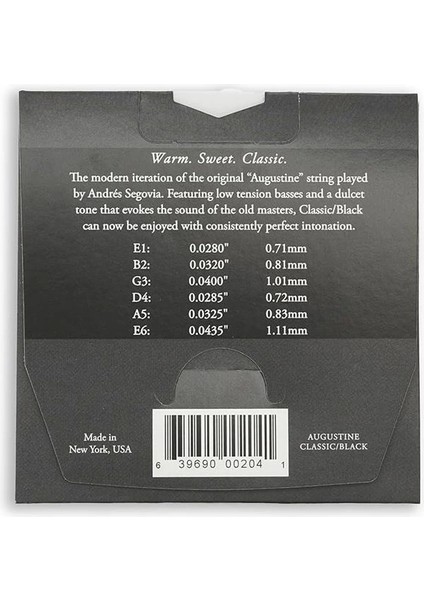 Warm. Sweet. Classic.
The modern iteration of the original “Augustine” string played
by Andrés Segovia. Featuring low tension basses and a dulcet
tone that evokes the sound of the old masters, Classic/Black
can now be enjoyed with consistently perfect intonation.
E1: 0.0280" 0.71mm
B2: 0.0320" 0.81mm
G3: 0.0400" 1.01mm
D4: 0.0285" 0.72mm
A5: 0.0325" 0.83mm
E6: 0.0435" 1.11mm
Made in
New York, USA
6 39690 00204 1
AUGUSTINE
CLASSIC/BLACK